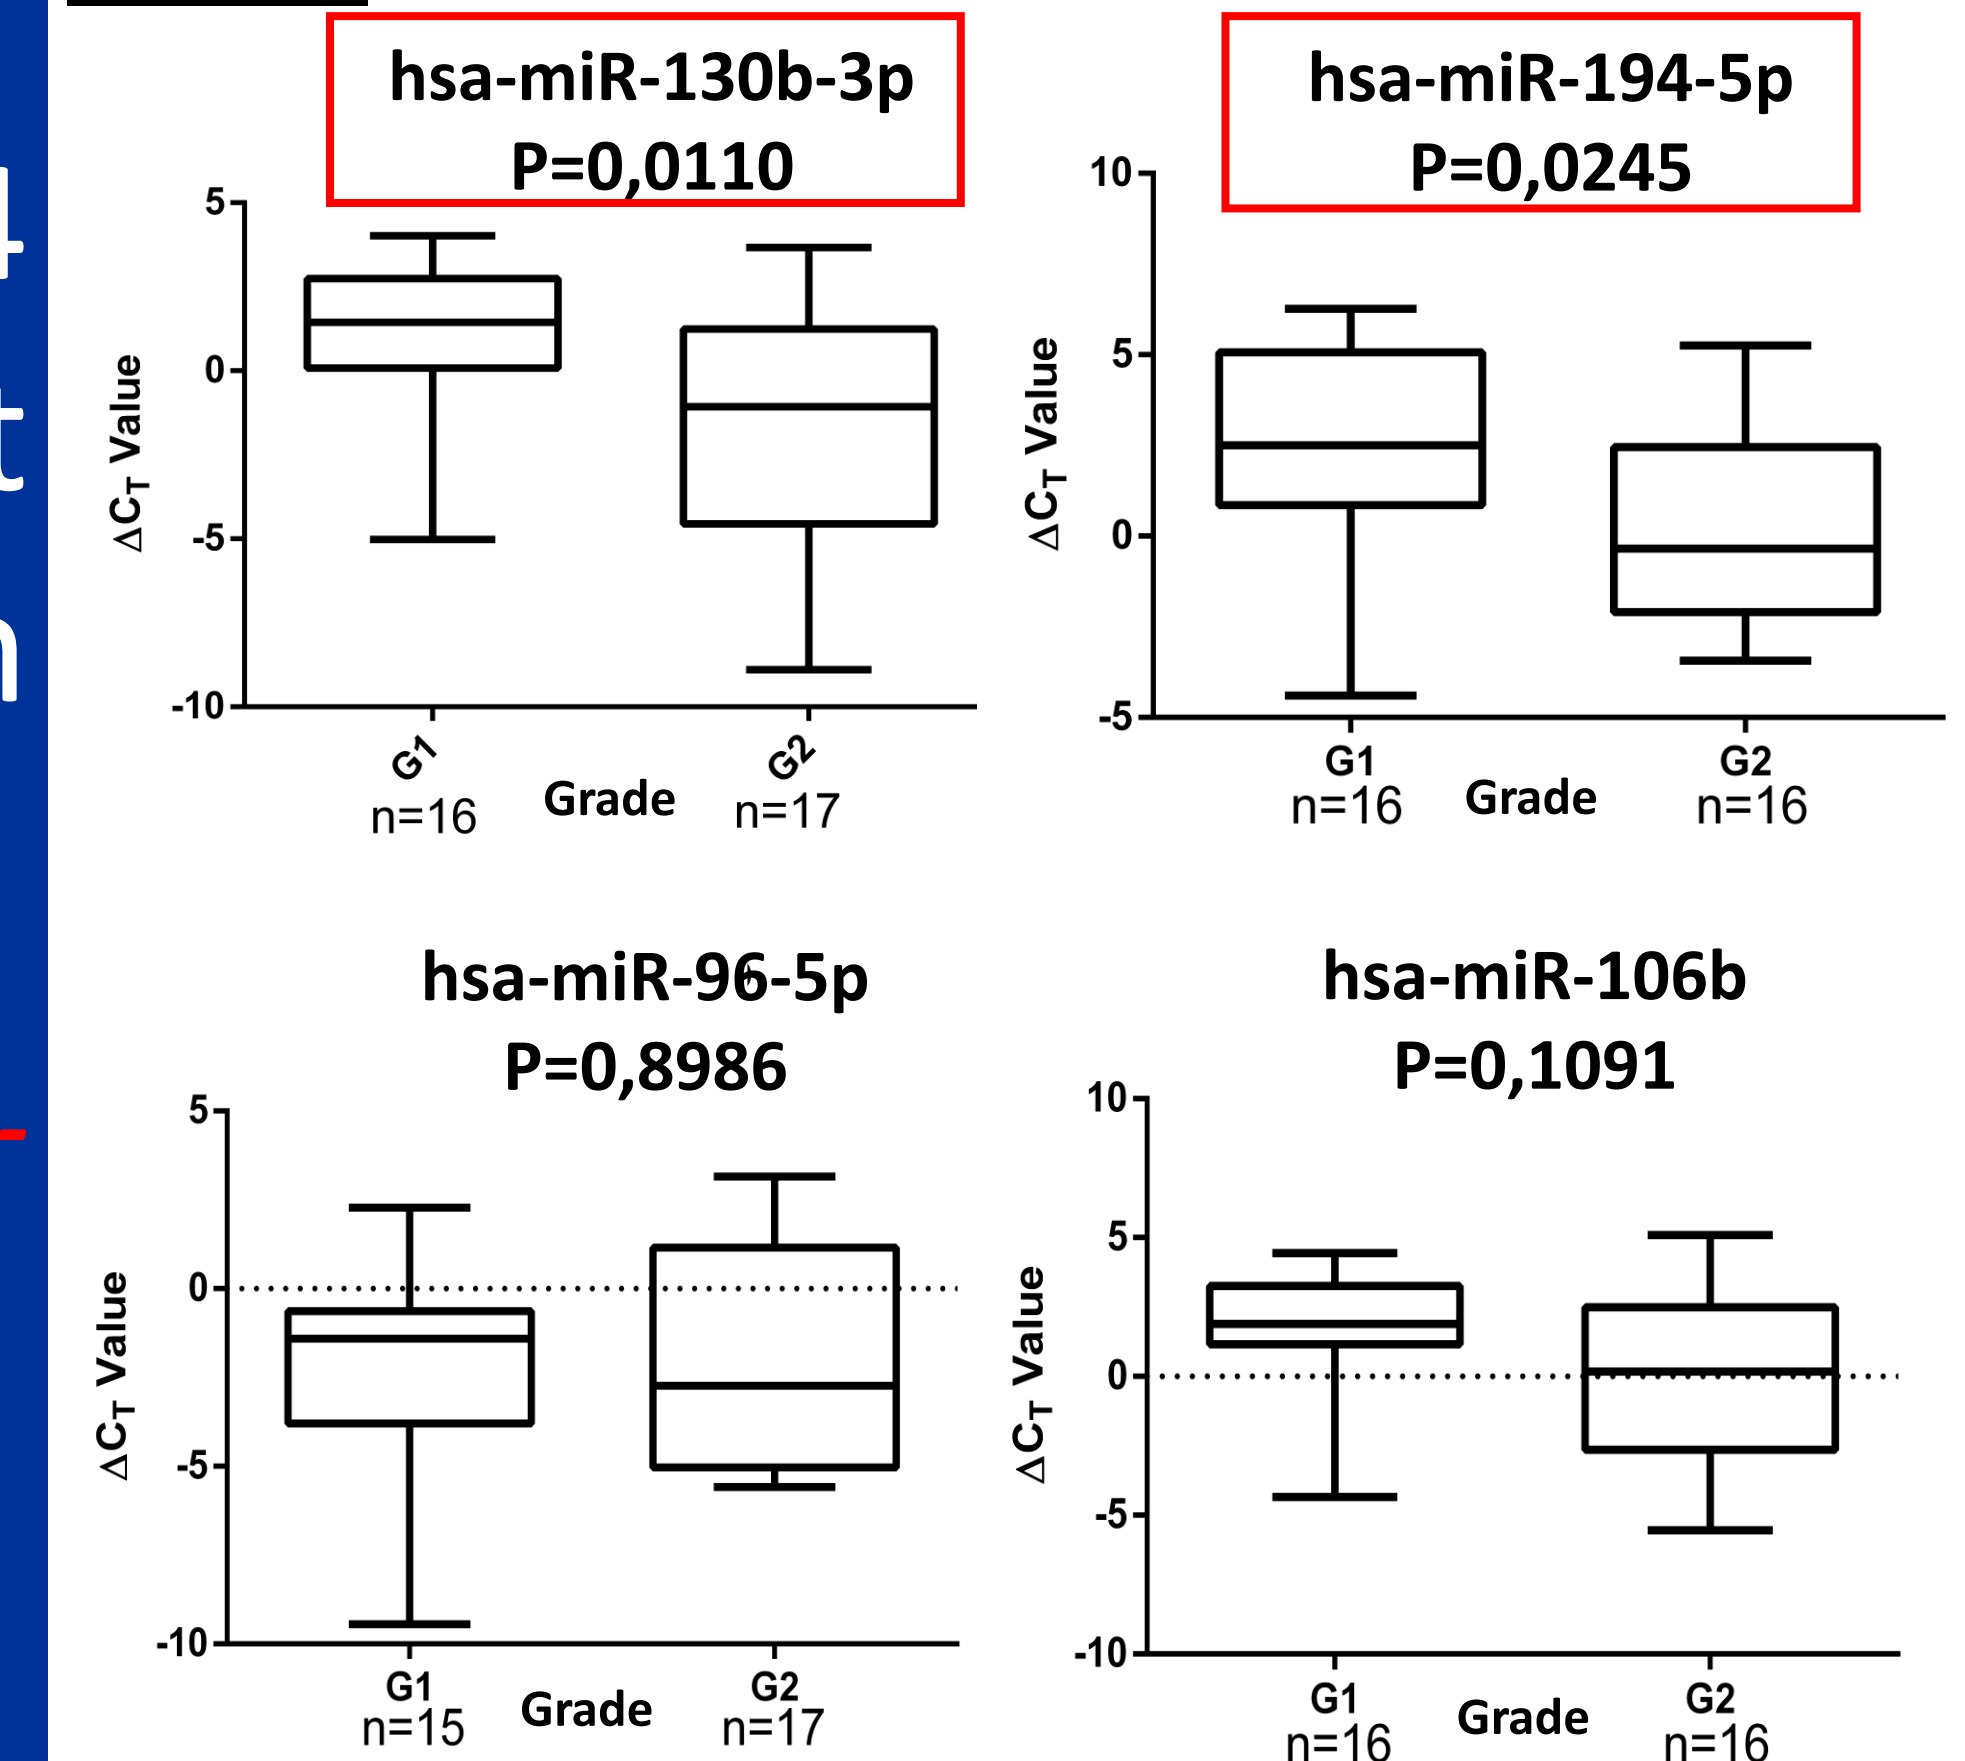 4
t
n
-
hsa-miR-130b-3p
P=0,0110
5
0
-5
-10
ΔCT Value
G1
G2
n=16
Grade
n=17
hsa-miR-194-5p
P=0,0245
10
5
0
-5
ΔCT Value
G1
G2
n=16
Grade
n=16
hsa-miR-96-5p
P=0,8986
5
0
-5
-10
ΔCT Value
G1
G2
n=15
Grade
n=17
hsa-miR-106b
P=0,1091
10
5
0
-5
-10
ΔCT Value
G1
G2
n=16
Grade
n=16